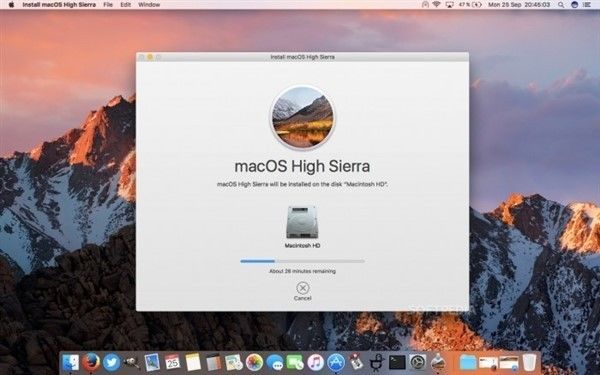 Install macOS High Sierra File Edit Window 47% Mon 25 Sep 20:45:03
Install macOS High Sierra
macOS High Sierra
macOS High Sierra will be installed on the disk “Macintosh HD”.
Macintosh HD
About 26 minutes remaining
Cancel
SOFTPEDIA
25